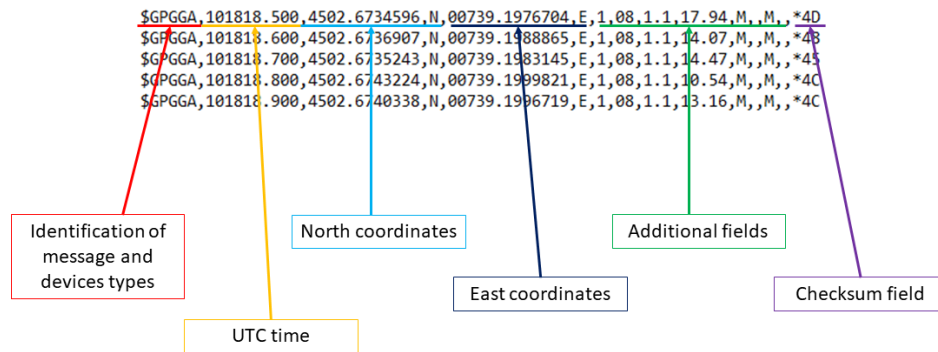 $GPGGA,101818.500,4502.6734596,N,00739.1976704,E,1,08,1.1,17.94,M,,M,,*4D
$GPGGA,101818.600,4502.6736907,N,00739.1988865,E,1,08,1.1,14.07,M,,M,,*4B
$GPGGA,101818.700,4502.6735243,N,00739.1983145,E,1,08,1.1,14.47,M,,M,,*45
$GPGGA,101818.800,4502.6743224,N,00739.1999821,E,1,08,1.1,10.54,M,,M,,*4C
$GPGGA,101818.900,4502.6740338,N,00739.1996719,E,1,08,1.1,13.16,M,,M,,*4C
Identification of
message and
devices types
North coordinates
Additional fields
East coordinates
Checksum field
UTC time